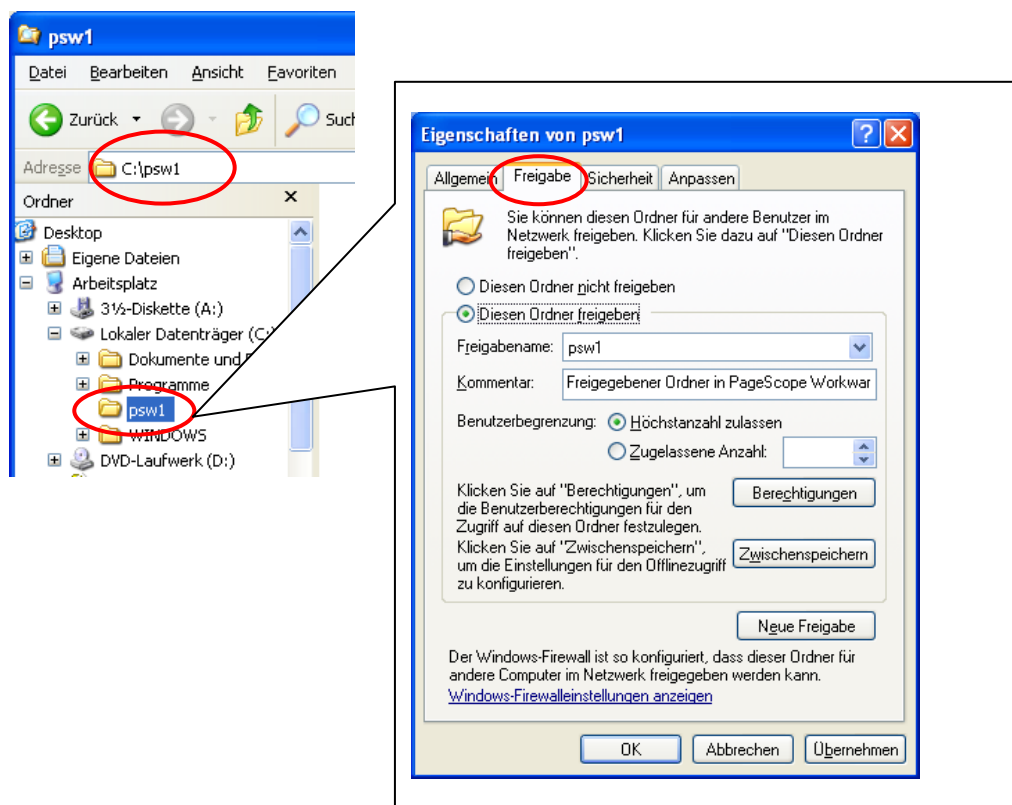 psw1
Datei Bearbeiten Ansicht Favoriten
Zurück
Adresse C:\psw1
Ordner x
Desktop
Eigene Dateien
Arbeitsplatz
3½-Diskette (A:)
Lokaler Datenträger (C:)
Dokumente und
Programme
psw1
WINDOWS
DVD-Laufwerk (D:)
Eigenschaften von psw1
Allgemein Freigabe Sicherheit Anpassen
Sie können diesen Ordner für andere Benutzer im
Netzwerk freigeben. Klicken Sie dazu auf "Diesen Ordner
freigeben".
Diesen Ordner nicht freigeben
Diesen Ordner freigeben
Freigabename: psw1
Kommentar: Freigegebener Ordner in PageScope Workwar
Benutzerbegrenzung: Höchstanzahl zulassen
Zugelassene Anzahl:
Klicken Sie auf "Berechtigungen", um
die Benutzerberechtigungen für den
Zugriff auf diesen Ordner festzulegen.
Berechtigungen
Klicken Sie auf "Zwischenspeichern",
um die Einstellungen für den Offlinezugriff
zu konfigurieren.
Zwischenspeichern
Neue Freigabe
Der Windows-Firewall ist so konfiguriert, dass dieser Ordner für
andere Computer im Netzwerk freigegeben werden kann.
Windows-Firewalleinstellungen anzeigen
OK Abbrechen Übernehmen